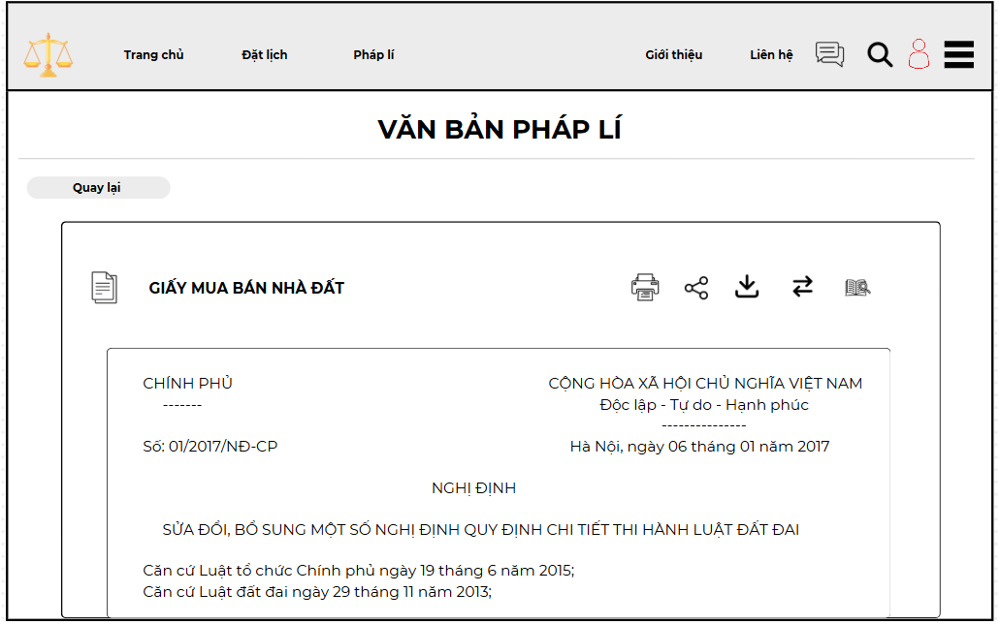 Trang chủ Đặt lịch Pháp lí Giới thiệu Liên hệ
VĂN BẢN PHÁP LÍ
Quay lại
GIẤY MUA BÁN NHÀ ĐẤT
CHÍNH PHỦ CỘNG HÒA XÃ HỘI CHỦ NGHĨA VIỆT NAM
------- Độc lập - Tự do - Hạnh phúc
---------------
Số: 01/2017/NĐ-CP Hà Nội, ngày 06 tháng 01 năm 2017
NGHỊ ĐỊNH
SỬA ĐỔI, BỔ SUNG MỘT SỐ NGHỊ ĐỊNH QUY ĐỊNH CHI TIẾT THI HÀNH LUẬT ĐẤT ĐAI
Căn cứ Luật tổ chức Chính phủ ngày 19 tháng 6 năm 2015;
Căn cứ Luật đất đai ngày 29 tháng 11 năm 2013;